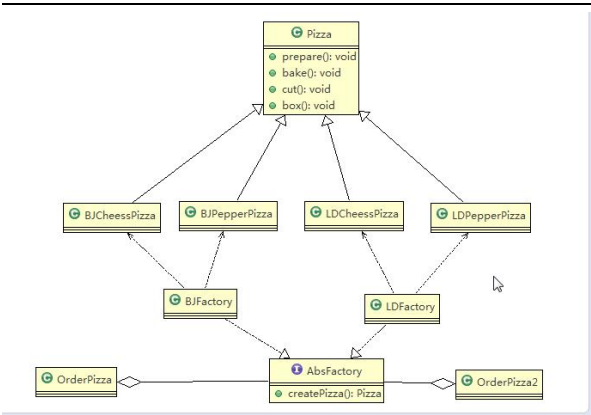 Pizza
prepare(): void
bake(): void
cut(): void
box(): void
BJCheessPizza
BJPepperPizza
LDCheessPizza
LDPepperPizza
BJFactory
LDFactory
AbsFactory
createPizza(): Pizza
OrderPizza
OrderPizza2